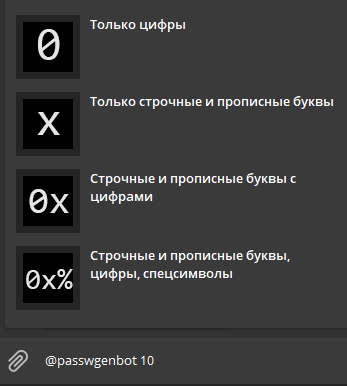 0
Только цифры
x
Только строчные и прописные буквы
0x
Строчные и прописные буквы с
цифрами
0x%
Строчные и прописные буквы,
цифры, спецсимволы
@passwgenbot 10